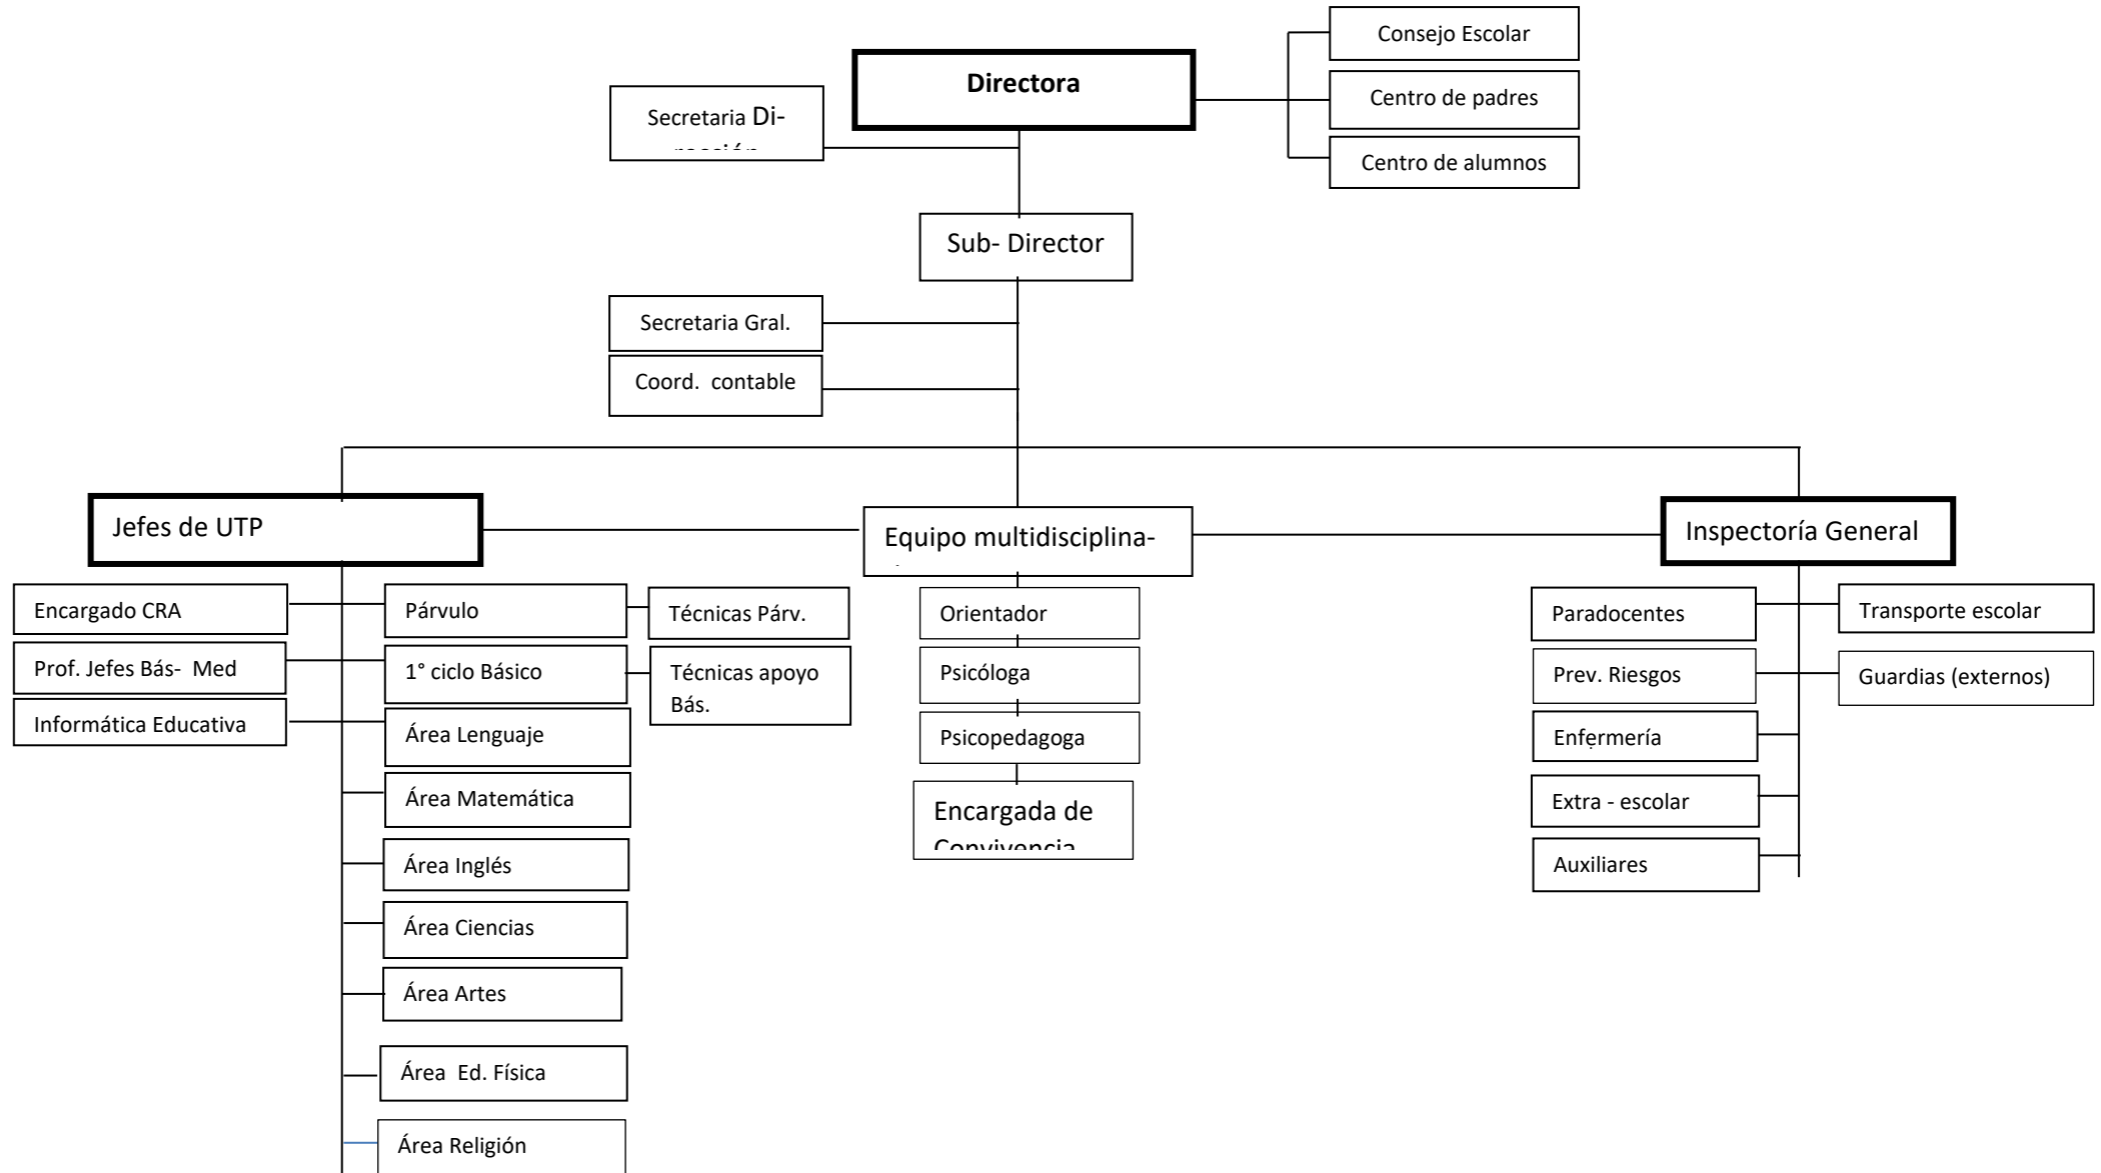 Consejo Escolar
Directora
Centro de padres
Secretaria Di-
Centro de alumnos
Sub- Director
Secretaria Gral.
Coord. contable
Jefes de UTP
Equipo multidisciplina-
Inspectoría General
Encargado CRA
Párvulo
Técnicas Párv.
Orientador
Paradocentes
Transporte escolar
Prof. Jefes Bás- Med
1° ciclo Básico
Técnicas apoyo
Bás.
Psicóloga
Prev. Riesgos
Guardias (externos)
Informática Educativa
Área Lenguaje
Psicopedagoga
Enfermería
Área Matemática
Encargada de
Convivencia
Extra - escolar
Área Inglés
Auxiliares
Área Ciencias
Área Artes
Área Ed. Física
Área Religión